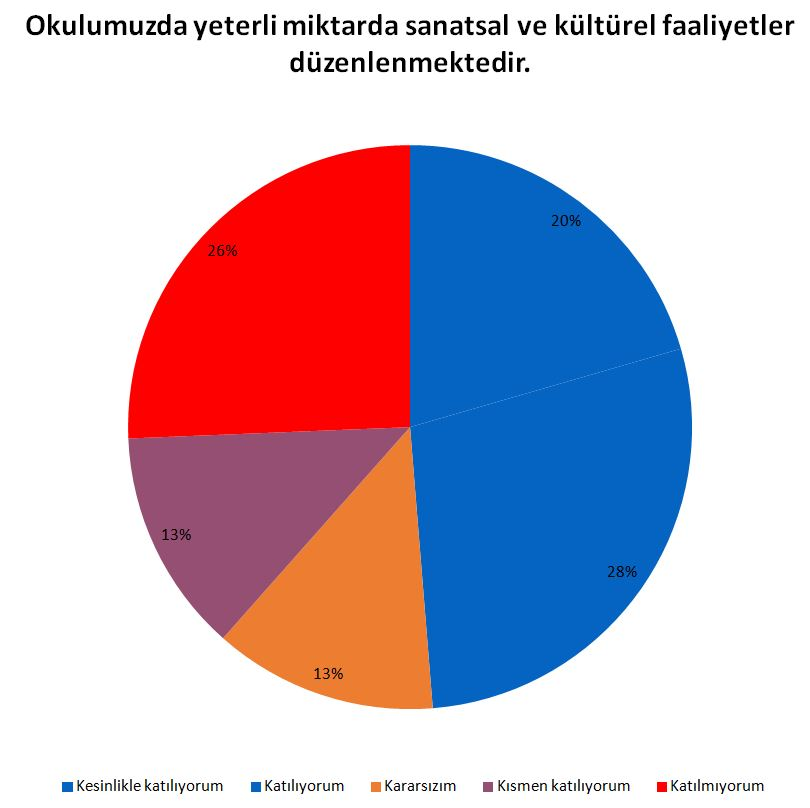 Okulumuzda yeterli miktarda sanatsal ve kültürel faaliyetler
düzenlenmektedir.
20%
26%
13%
28%
13%
Kesinlikle katılıyorum Katılıyorum Kararsızım Kısmen katılıyorum Katılmıyorum